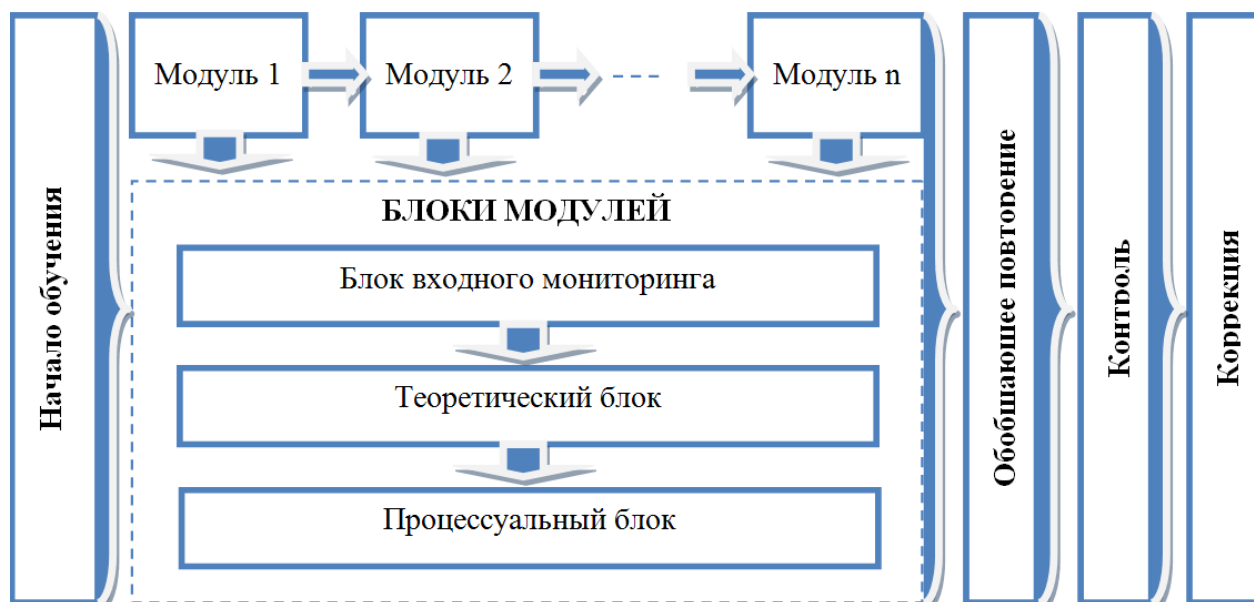 Начало обучения
Модуль 1
Модуль 2
Модуль n
БЛОКИ МОДУЛЕЙ
Блок входного мониторинга
Теоретический блок
Процессуальный блок
Обобшаюшее повторение
Контроль
Коррекция